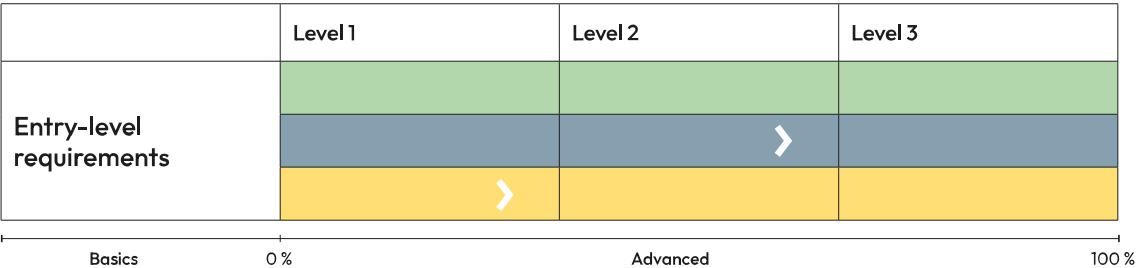 Level 1
Level 2
Level 3
Entry-level
requirements
Basics
0 %
Advanced
100 %